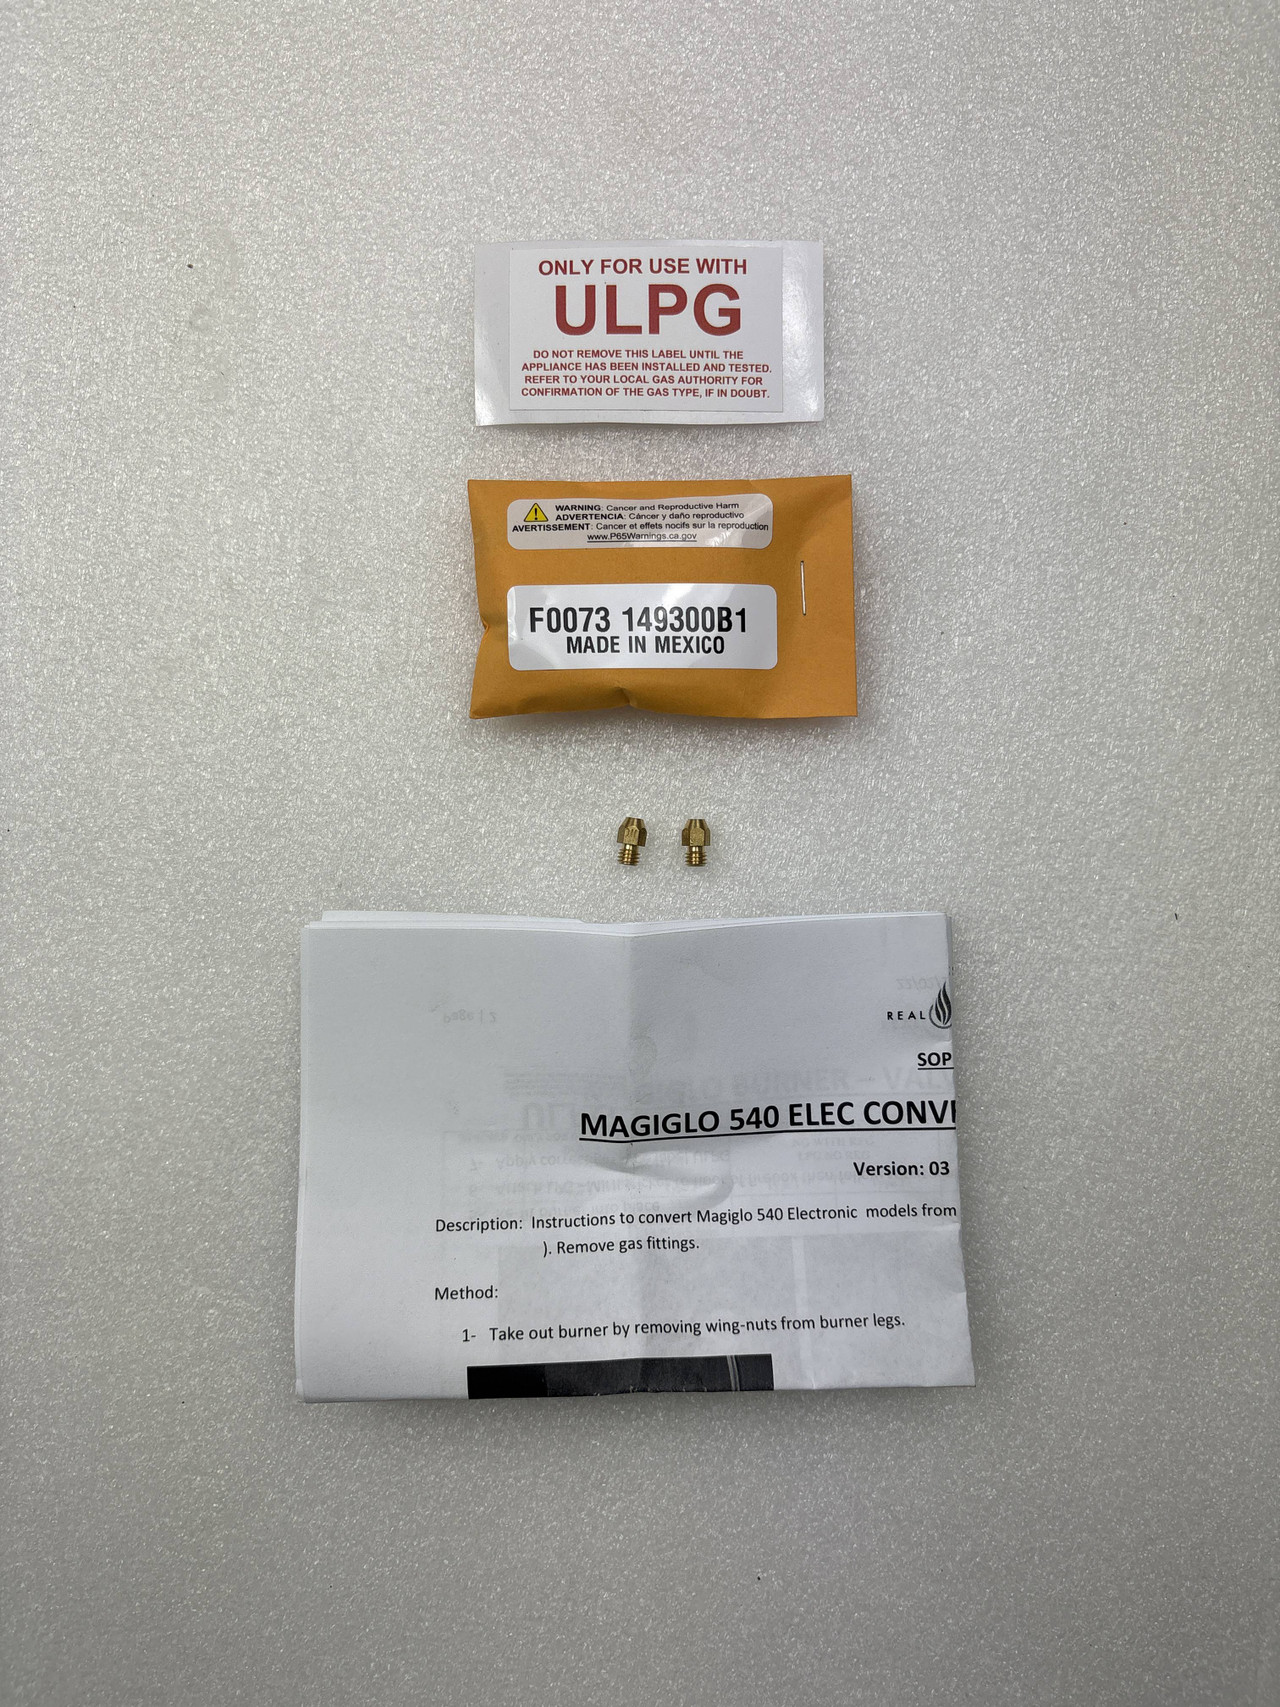 ONLY FOR USE WITH
ULPG
DO NOT REMOVE THIS LABEL UNTIL THE
APPLIANCE HAS BEEN INSTALLED AND TESTED.
REFER TO YOUR LOCAL GAS AUTHORITY FOR
CONFIRMATION OF THE GAS TYPE, IF IN DOUBT.
WARNING: Cancer and Reproductive Harm
ADVERTENCIA: Cáncer y daño reproductivo
AVERTISSEMENT: Cancer et effets nocifs sur la reproduction
www.P65Warnings.ca.gov
F0073 149300B1
MADE IN MEXICO
Page | 2
REAL
SOP
MAGIGLO 540 ELEC CONV
Version: 03
Description: Instructions to convert Magiglo 540 Electronic models from
). Remove gas fittings.
Method:
1- Take out burner by removing wing-nuts from burner legs.